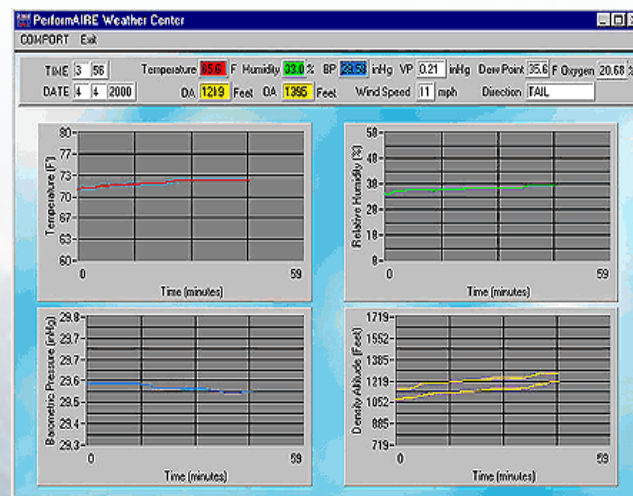 PerformAIRE Weather Center
COMPORT Exit
TIME 3 56 Temperature 65.6 F Humidity 33.0 % BP 29.53 inHg VP 0.21 inHg Dew Point 35.6 F Oxygen 20.68 %
DATE 4 4 2000 DA 1219 Feet OA 1395 Feet Wind Speed 11 mph Direction TAIL
Temperature (F)
80
77
73
70
67
63
60
0 59
Time (minutes)
Relative Humidity (%)
58
48
38
28
18
8
0 59
Time (minutes)
Barometric Pressure (inHg)
29.8
29.7
29.6
29.5
29.4
29.3
0 59
Time (minutes)
Density Altitude (Feet)
1719
1552
1385
1219
1052
885
719
0 59
Time (minutes)